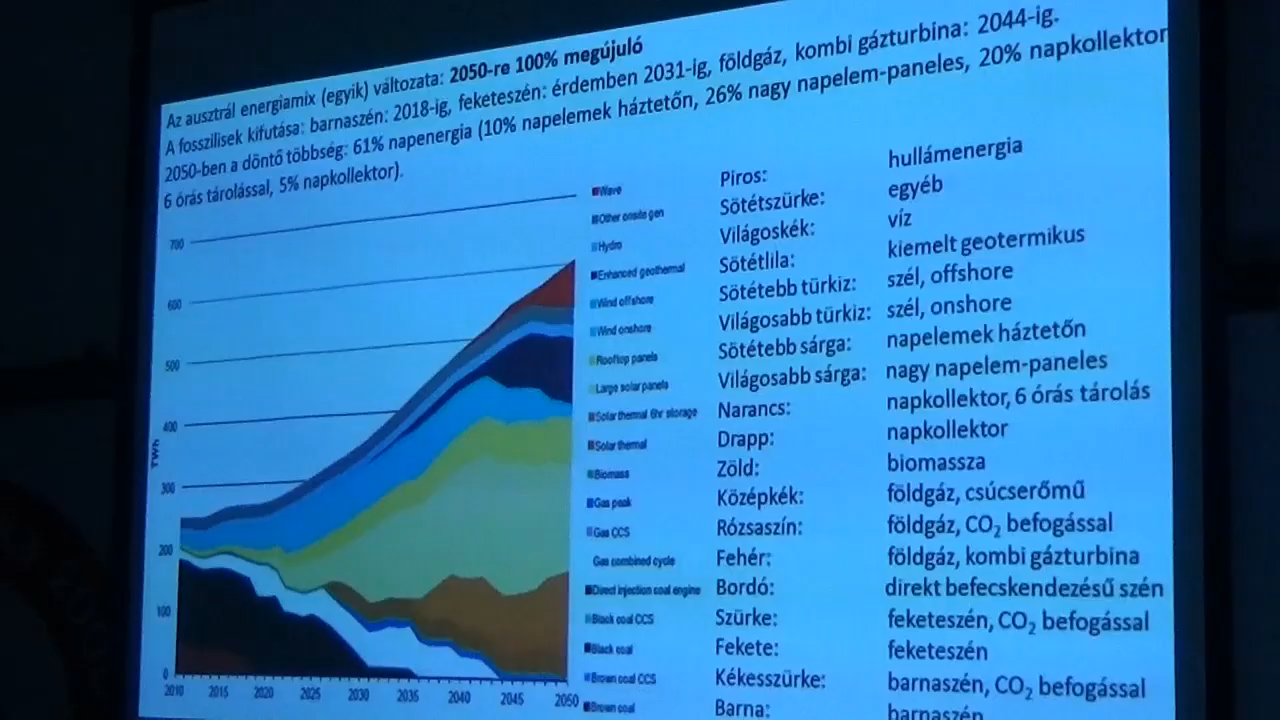 Az ausztrál energiamix (egyik) változata: 2050-re 100% megújuló
A fosszilisek kifutása: barnaszén: 2018-ig, feketeszén: érdemben 2031-ig, földgáz, kombi gázturbina: 2044-ig.
2050-ben a döntő többség: 61% napenergia (10% napelemek háztetőn, 26% nagy napelem-paneles, 20% napkollektor
6 órás tárolással, 5% napkollektor).
TWh
700
600
500
400
300
200
100
0
2010 2015 2020 2025 2030 2035 2040 2045 2050
Wave
Other onsite gen
Hydro
Enhanced geothermal
Wind offshore
Wind onshore
Rooftop panels
Large solar panels
Solar thermal 6hr storage
Solar thermal
Biomass
Gas peak
Gas CCS
Gas combined cycle
Direct injection coal engine
Black coal CCS
Black coal
Brown coal CCS
Brown coal
Piros: hullámenergia
Sötétszürke: egyéb
Világoskék: víz
Sötétlila: kiemelt geotermikus
Sötétebb türkiz: szél, offshore
Világosabb türkiz: szél, onshore
Sötétebb sárga: napelemek háztetőn
Világosabb sárga: nagy napelem-paneles
Narancs: napkollektor, 6 órás tárolás
Drapp: napkollektor
Zöld: biomassza
Középkék: földgáz, csúcserőmű
Rózsaszín: földgáz, CO₂ befogással
Fehér: földgáz, kombi gázturbina
Bordó: direkt befecskendezésű szén
Szürke: feketeszén, CO₂ befogással
Fekete: feketeszén
Kékesszürke: barnaszén, CO₂ befogással
Barna: barnaszén